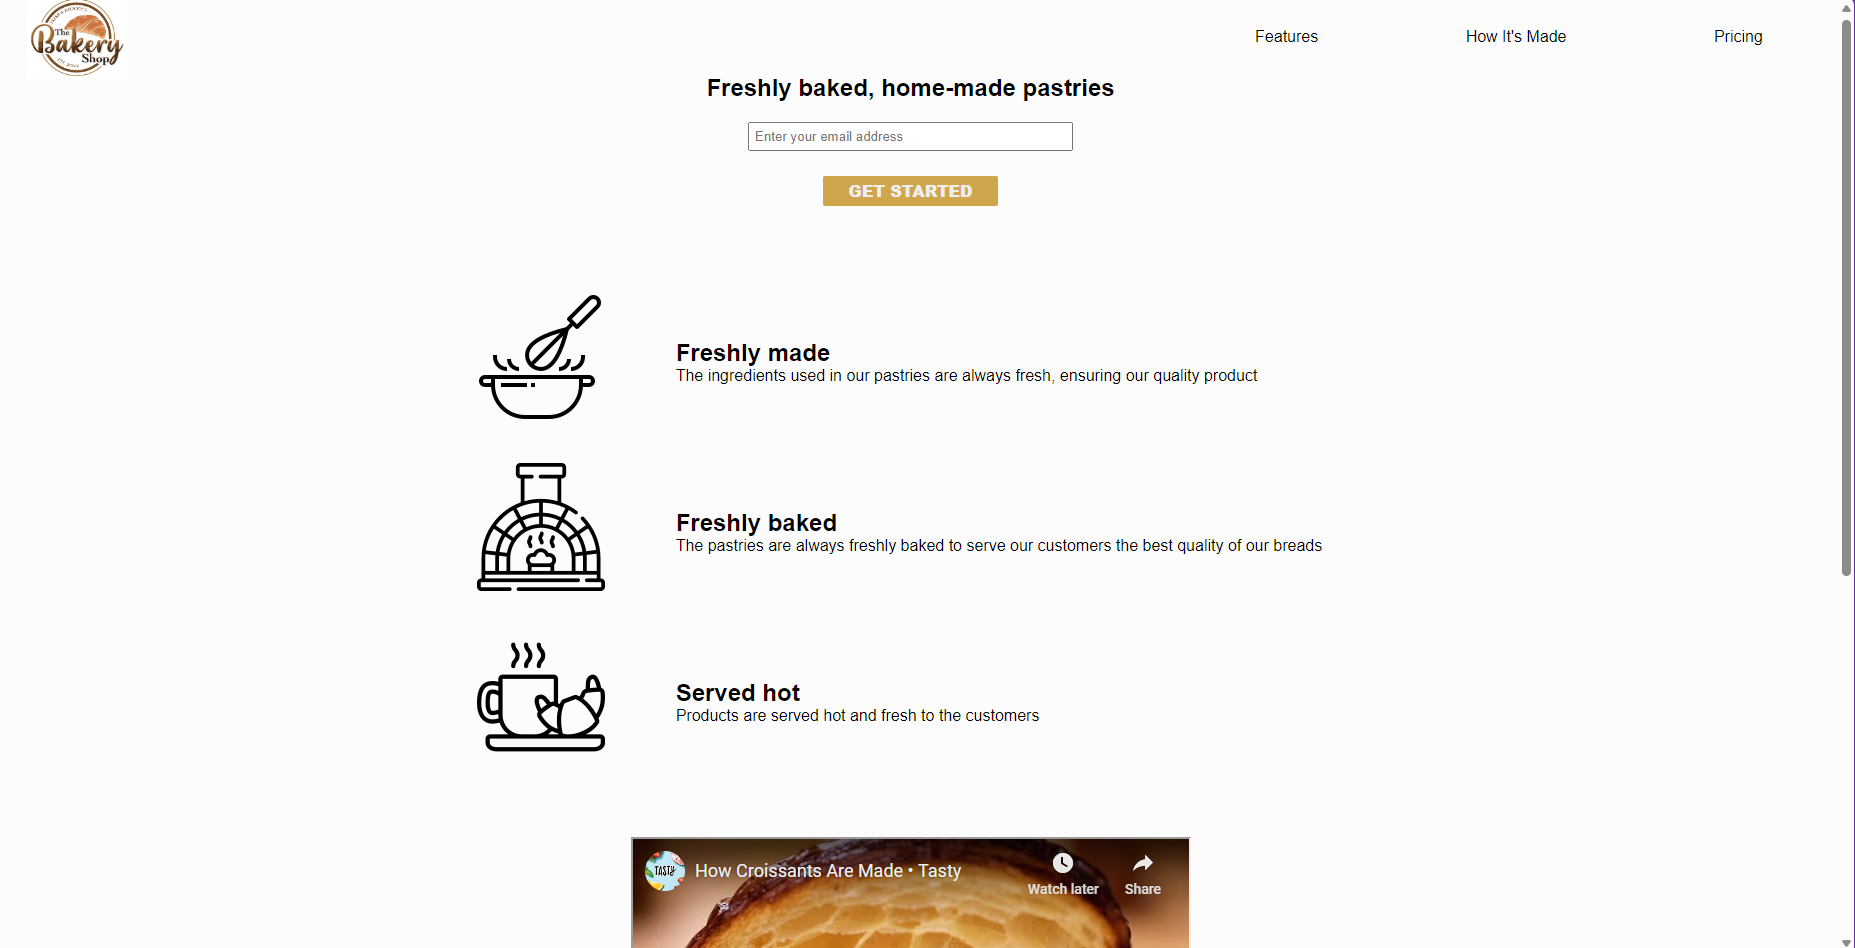 The
Bakery
Shop
Features
How It's Made
Pricing
Freshly baked, home-made pastries
Enter your email address
GET STARTED
Freshly made
The ingredients used in our pastries are always fresh, ensuring our quality product
Freshly baked
The pastries are always freshly baked to serve our customers the best quality of our breads
Served hot
Products are served hot and fresh to the customers
TASTY
How Croissants Are Made • Tasty
Watch later
Share